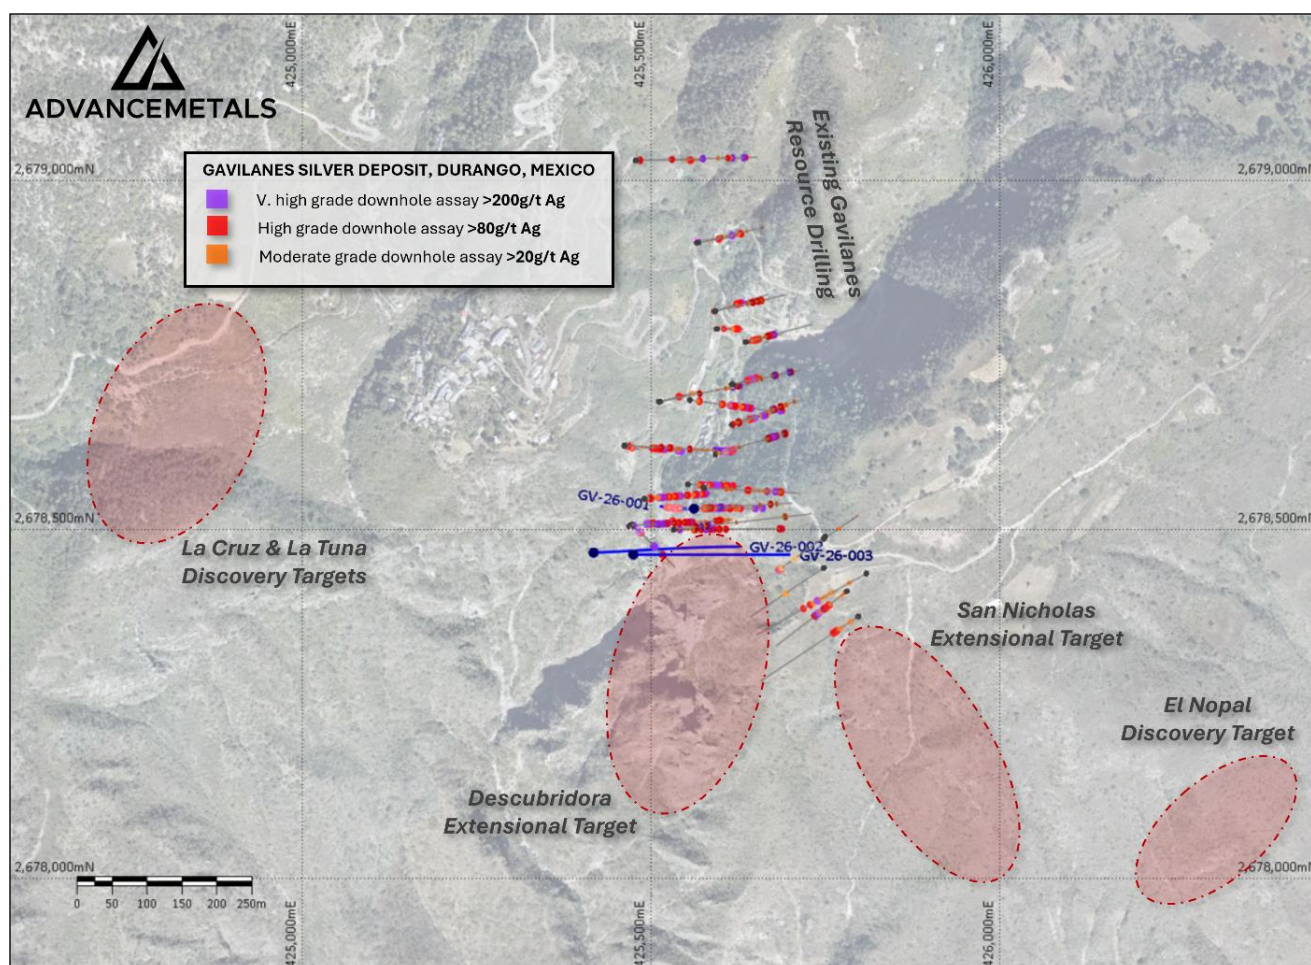 ADVANCEMETALS
425,000mE
425,500mE
426,000mE
2,679,000mN
2,679,000mN
GAVILANES SILVER DEPOSIT, DURANGO, MEXICO
V. high grade downhole assay >200g/t Ag
High grade downhole assay >80g/t Ag
Moderate grade downhole assay >20g/t Ag
Existing Gavilanes
Resource Drilling
GV-26-001
2,678,500mN
2,678,500mN
GV-26-002
GV-26-003
La Cruz & La Tuna
Discovery Targets
San Nicholas
Extensional Target
El Nopal
Discovery Target
Descubridora
Extensional Target
2,678,000mN
2,678,000mN
0 50 100 150 200 250m
425,000mE
425,500mE
426,000mE